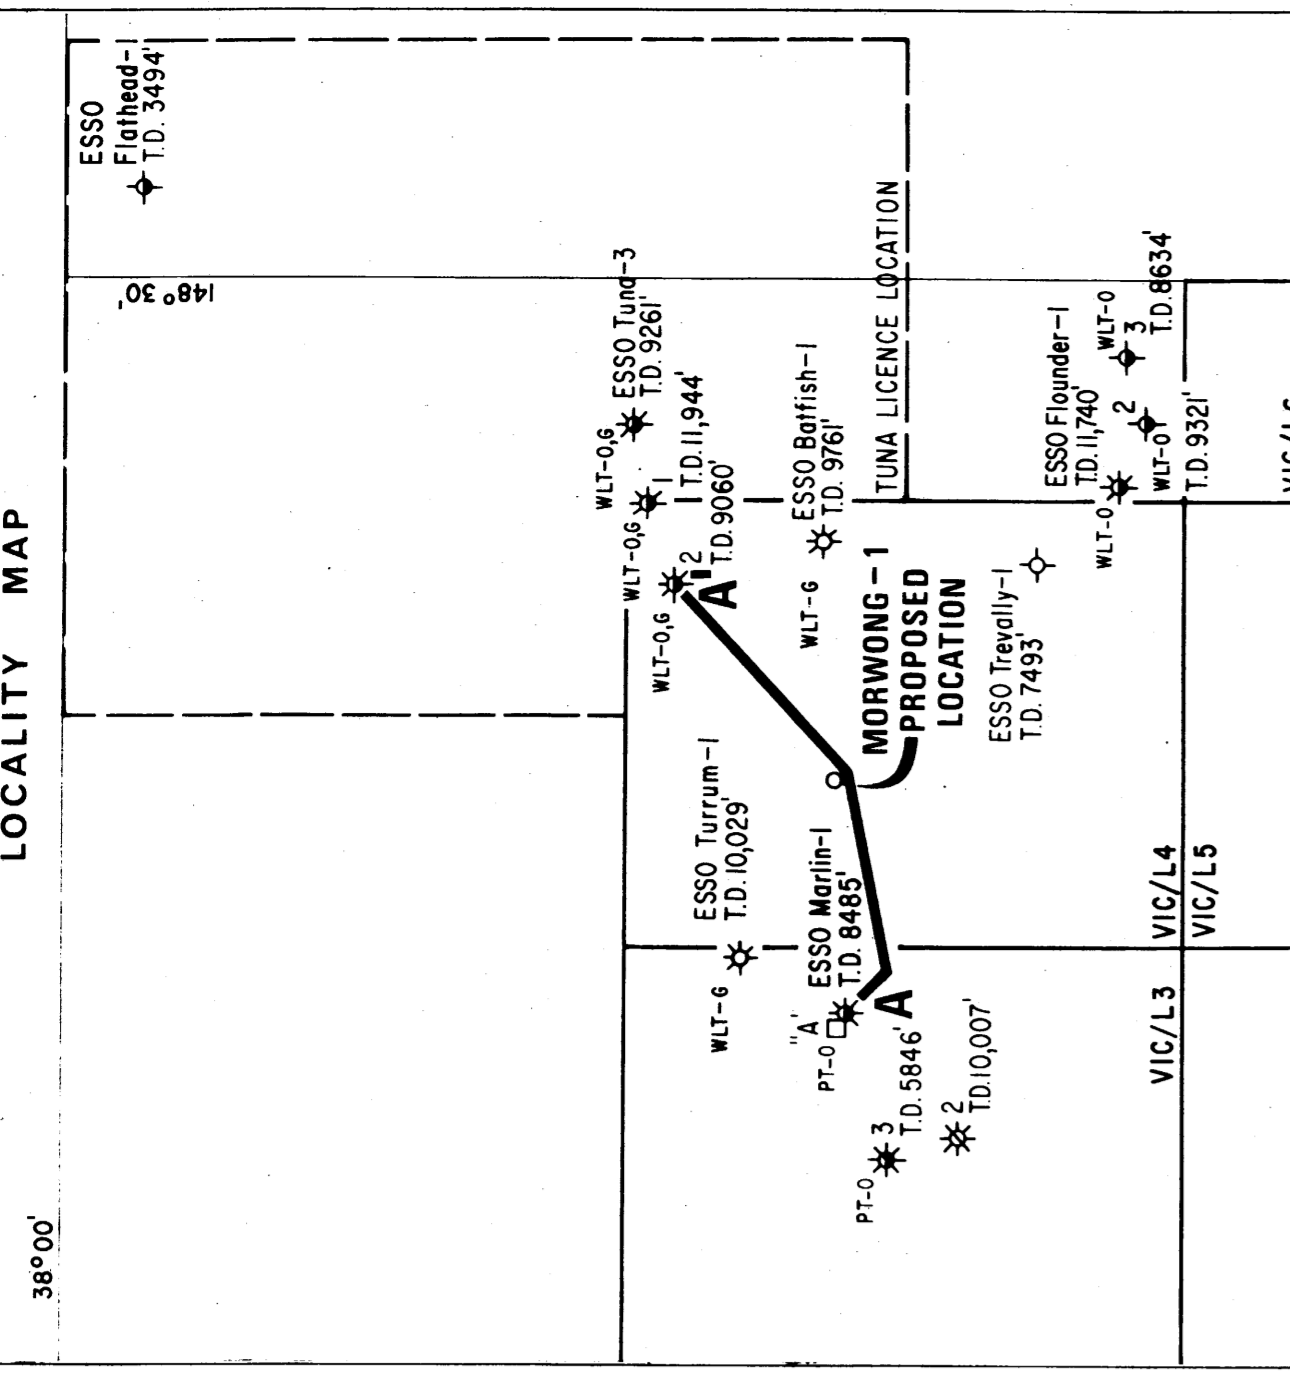 LOCALITY MAP
38°00'
148°30'
ESSO
Flathead-1
T.D. 3494'
WLT-O,G
ESSO Tuna-3
T.D. 9261'
WLT-O,G
1
T.D. 11,944'
WLT-O,G
2
T.D. 9060'
A'
WLT-G
ESSO Batfish-1
T.D. 9761'
TUNA LICENCE LOCATION
MORWONG-1
PROPOSED
LOCATION
ESSO Trevally-1
T.D. 7493'
ESSO Flounder-1
T.D. 11,740'
WLT-O
2
WLT-O
T.D. 9321'
WLT-O
3
T.D. 8634'
ESSO Turrum-1
T.D. 10,029'
WLT-G
ESSO Marlin-1
T.D. 8485'
"A"
PT-O
A
3
T.D. 5846'
PT-O
2
T.D. 10,007'
VIC/L4
VIC/L5
VIC/L3